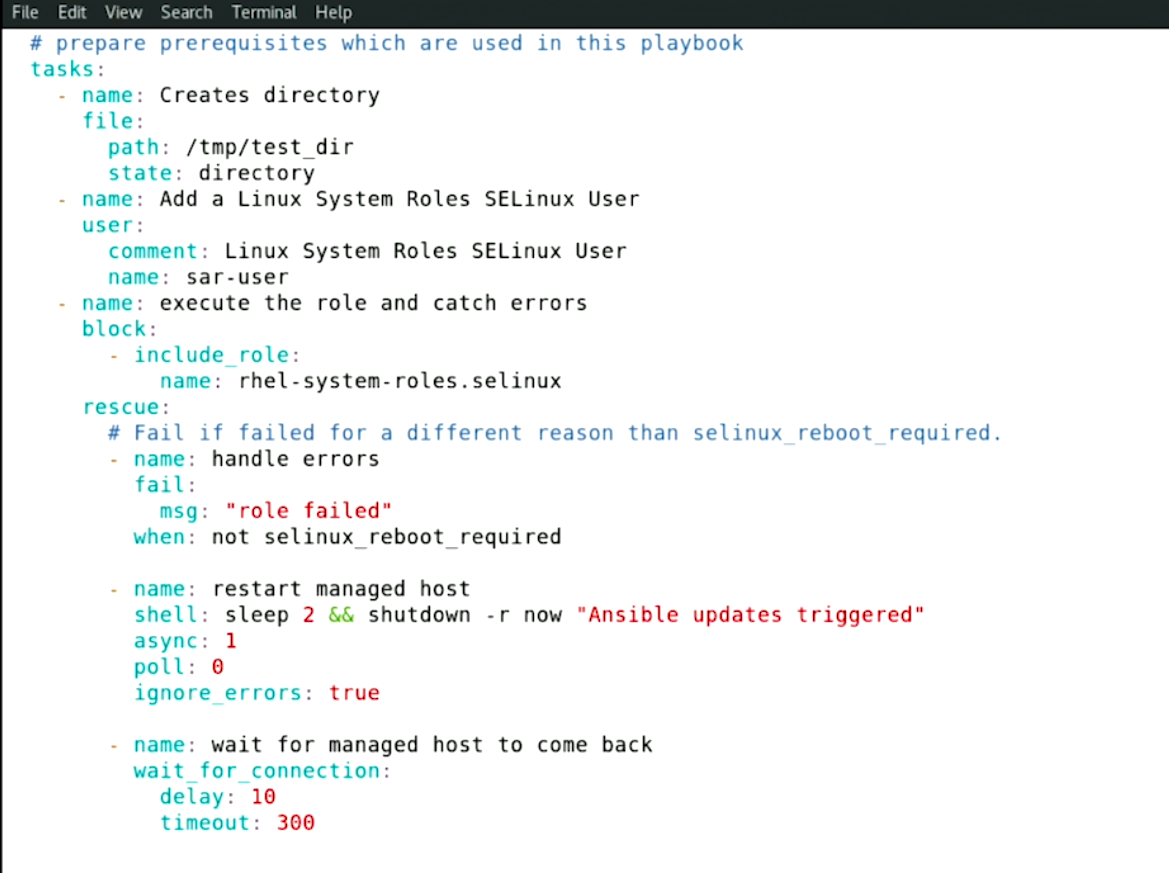 File Edit View Search Terminal Help
# prepare prerequisites which are used in this playbook
tasks:
  - name: Creates directory
    file:
      path: /tmp/test_dir
      state: directory
  - name: Add a Linux System Roles SELinux User
    user:
      comment: Linux System Roles SELinux User
      name: sar-user
  - name: execute the role and catch errors
    block:
      - include_role:
          name: rhel-system-roles.selinux
    rescue:
      # Fail if failed for a different reason than selinux_reboot_required.
      - name: handle errors
        fail:
          msg: "role failed"
        when: not selinux_reboot_required

      - name: restart managed host
        shell: sleep 2 && shutdown -r now "Ansible updates triggered"
        async: 1
        poll: 0
        ignore_errors: true

      - name: wait for managed host to come back
        wait_for_connection:
          delay: 10
          timeout: 300